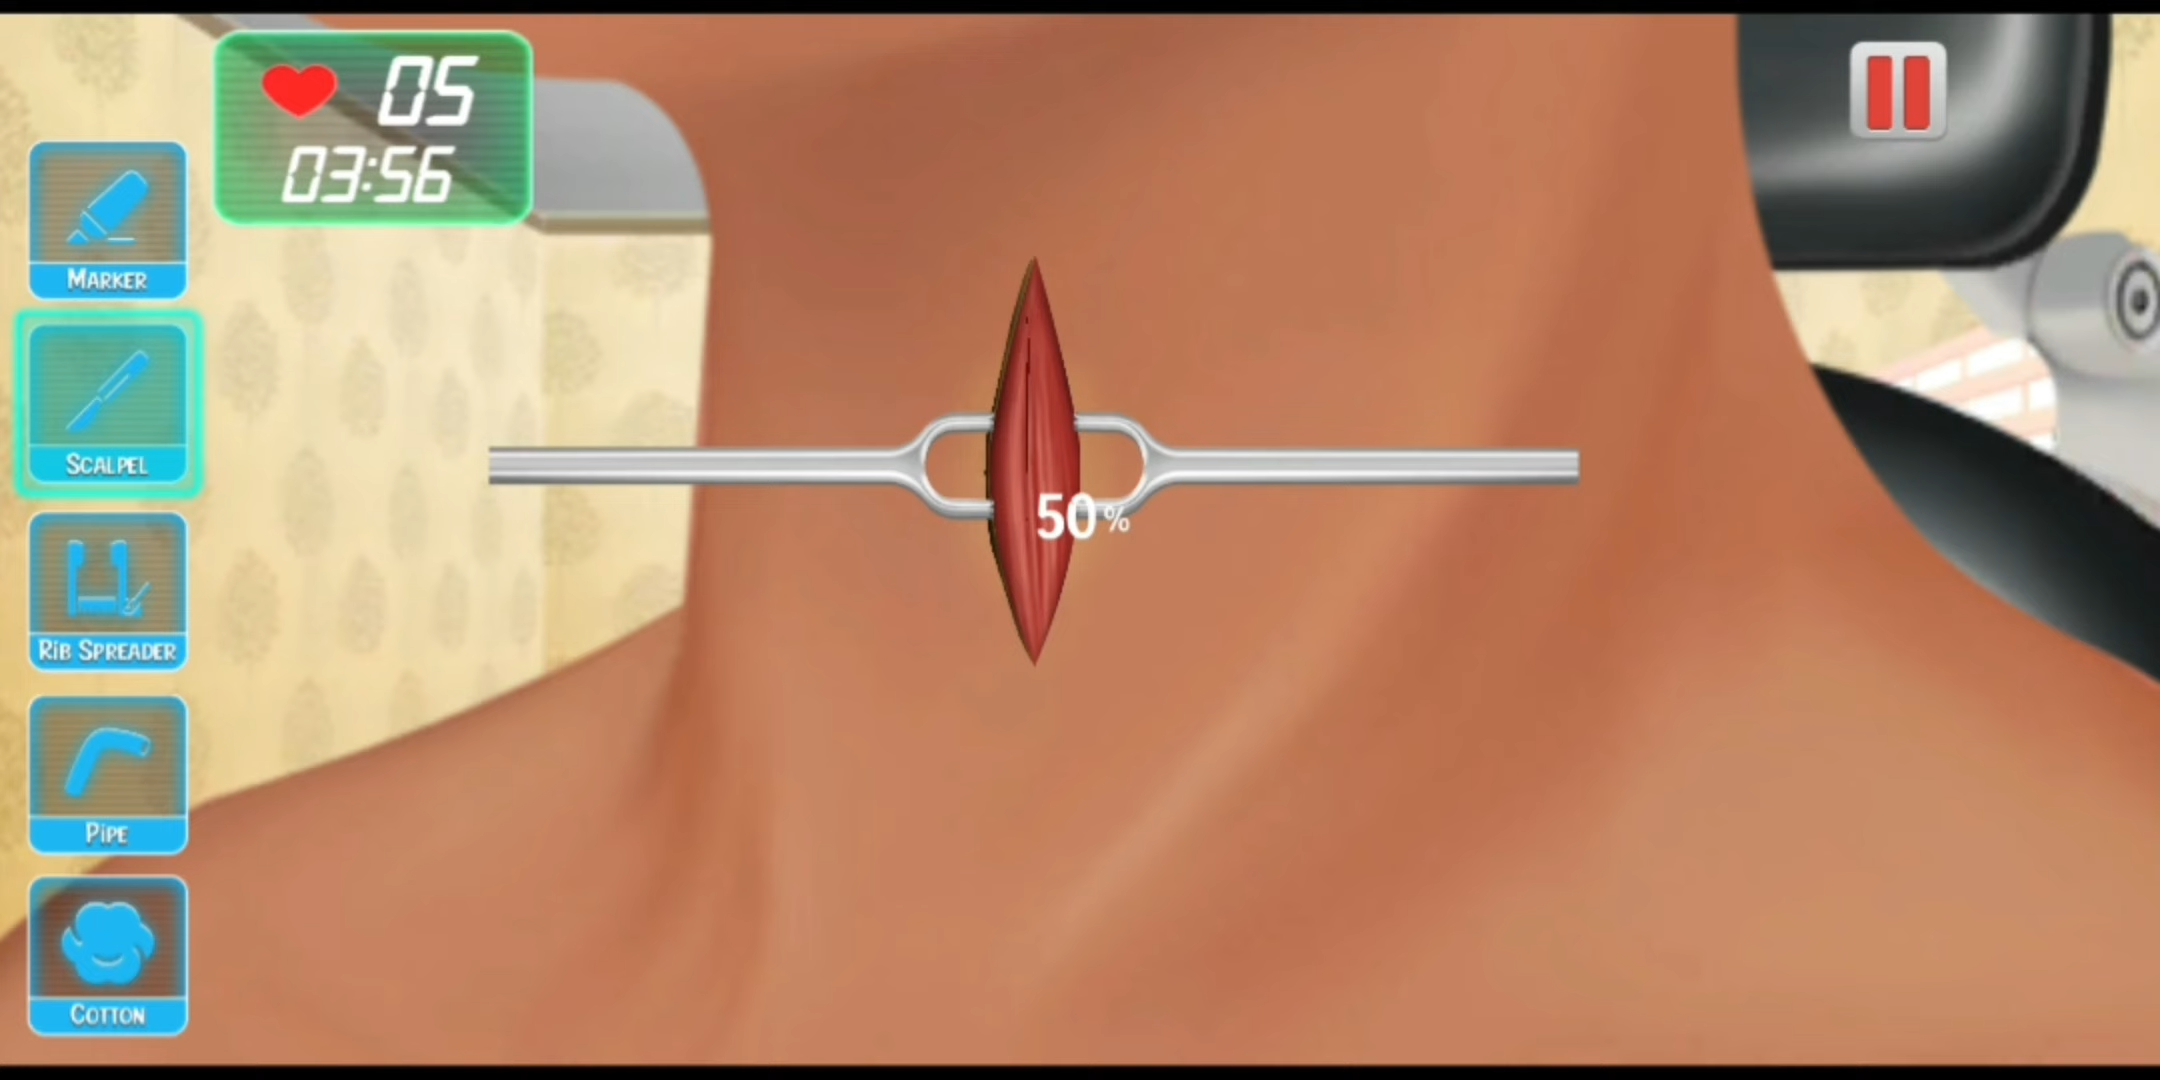 05
03:56
MARKER
SCALPEL
RiB SPREADER
PiPE
COTTON
50%